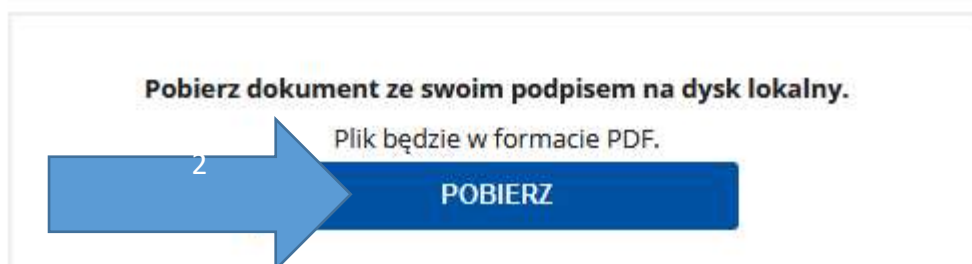 Pobierz dokument ze swoim podpisem na dysk lokalny.
Plik będzie w formacie PDF.
2
POBIERZ